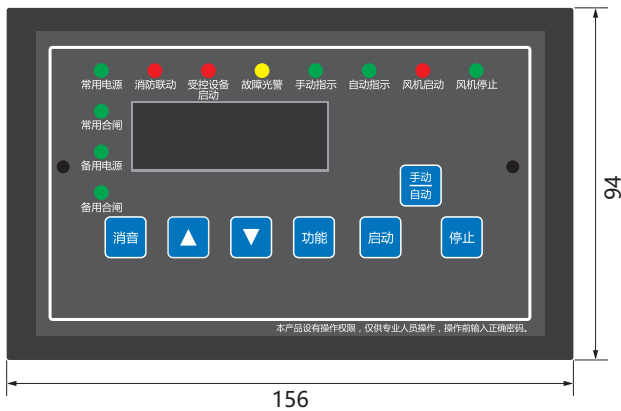 常用电源 消防联动 受控设备启动 故障光警 手动指示 自动指示 风机启动 风机停止
常用合闸
备用电源
手动
自动
备用合闸
消音 ▲ ▼ 功能 启动 停止
本产品设有操作权限，仅供专业人员操作，操作前输入正确密码。
94
156